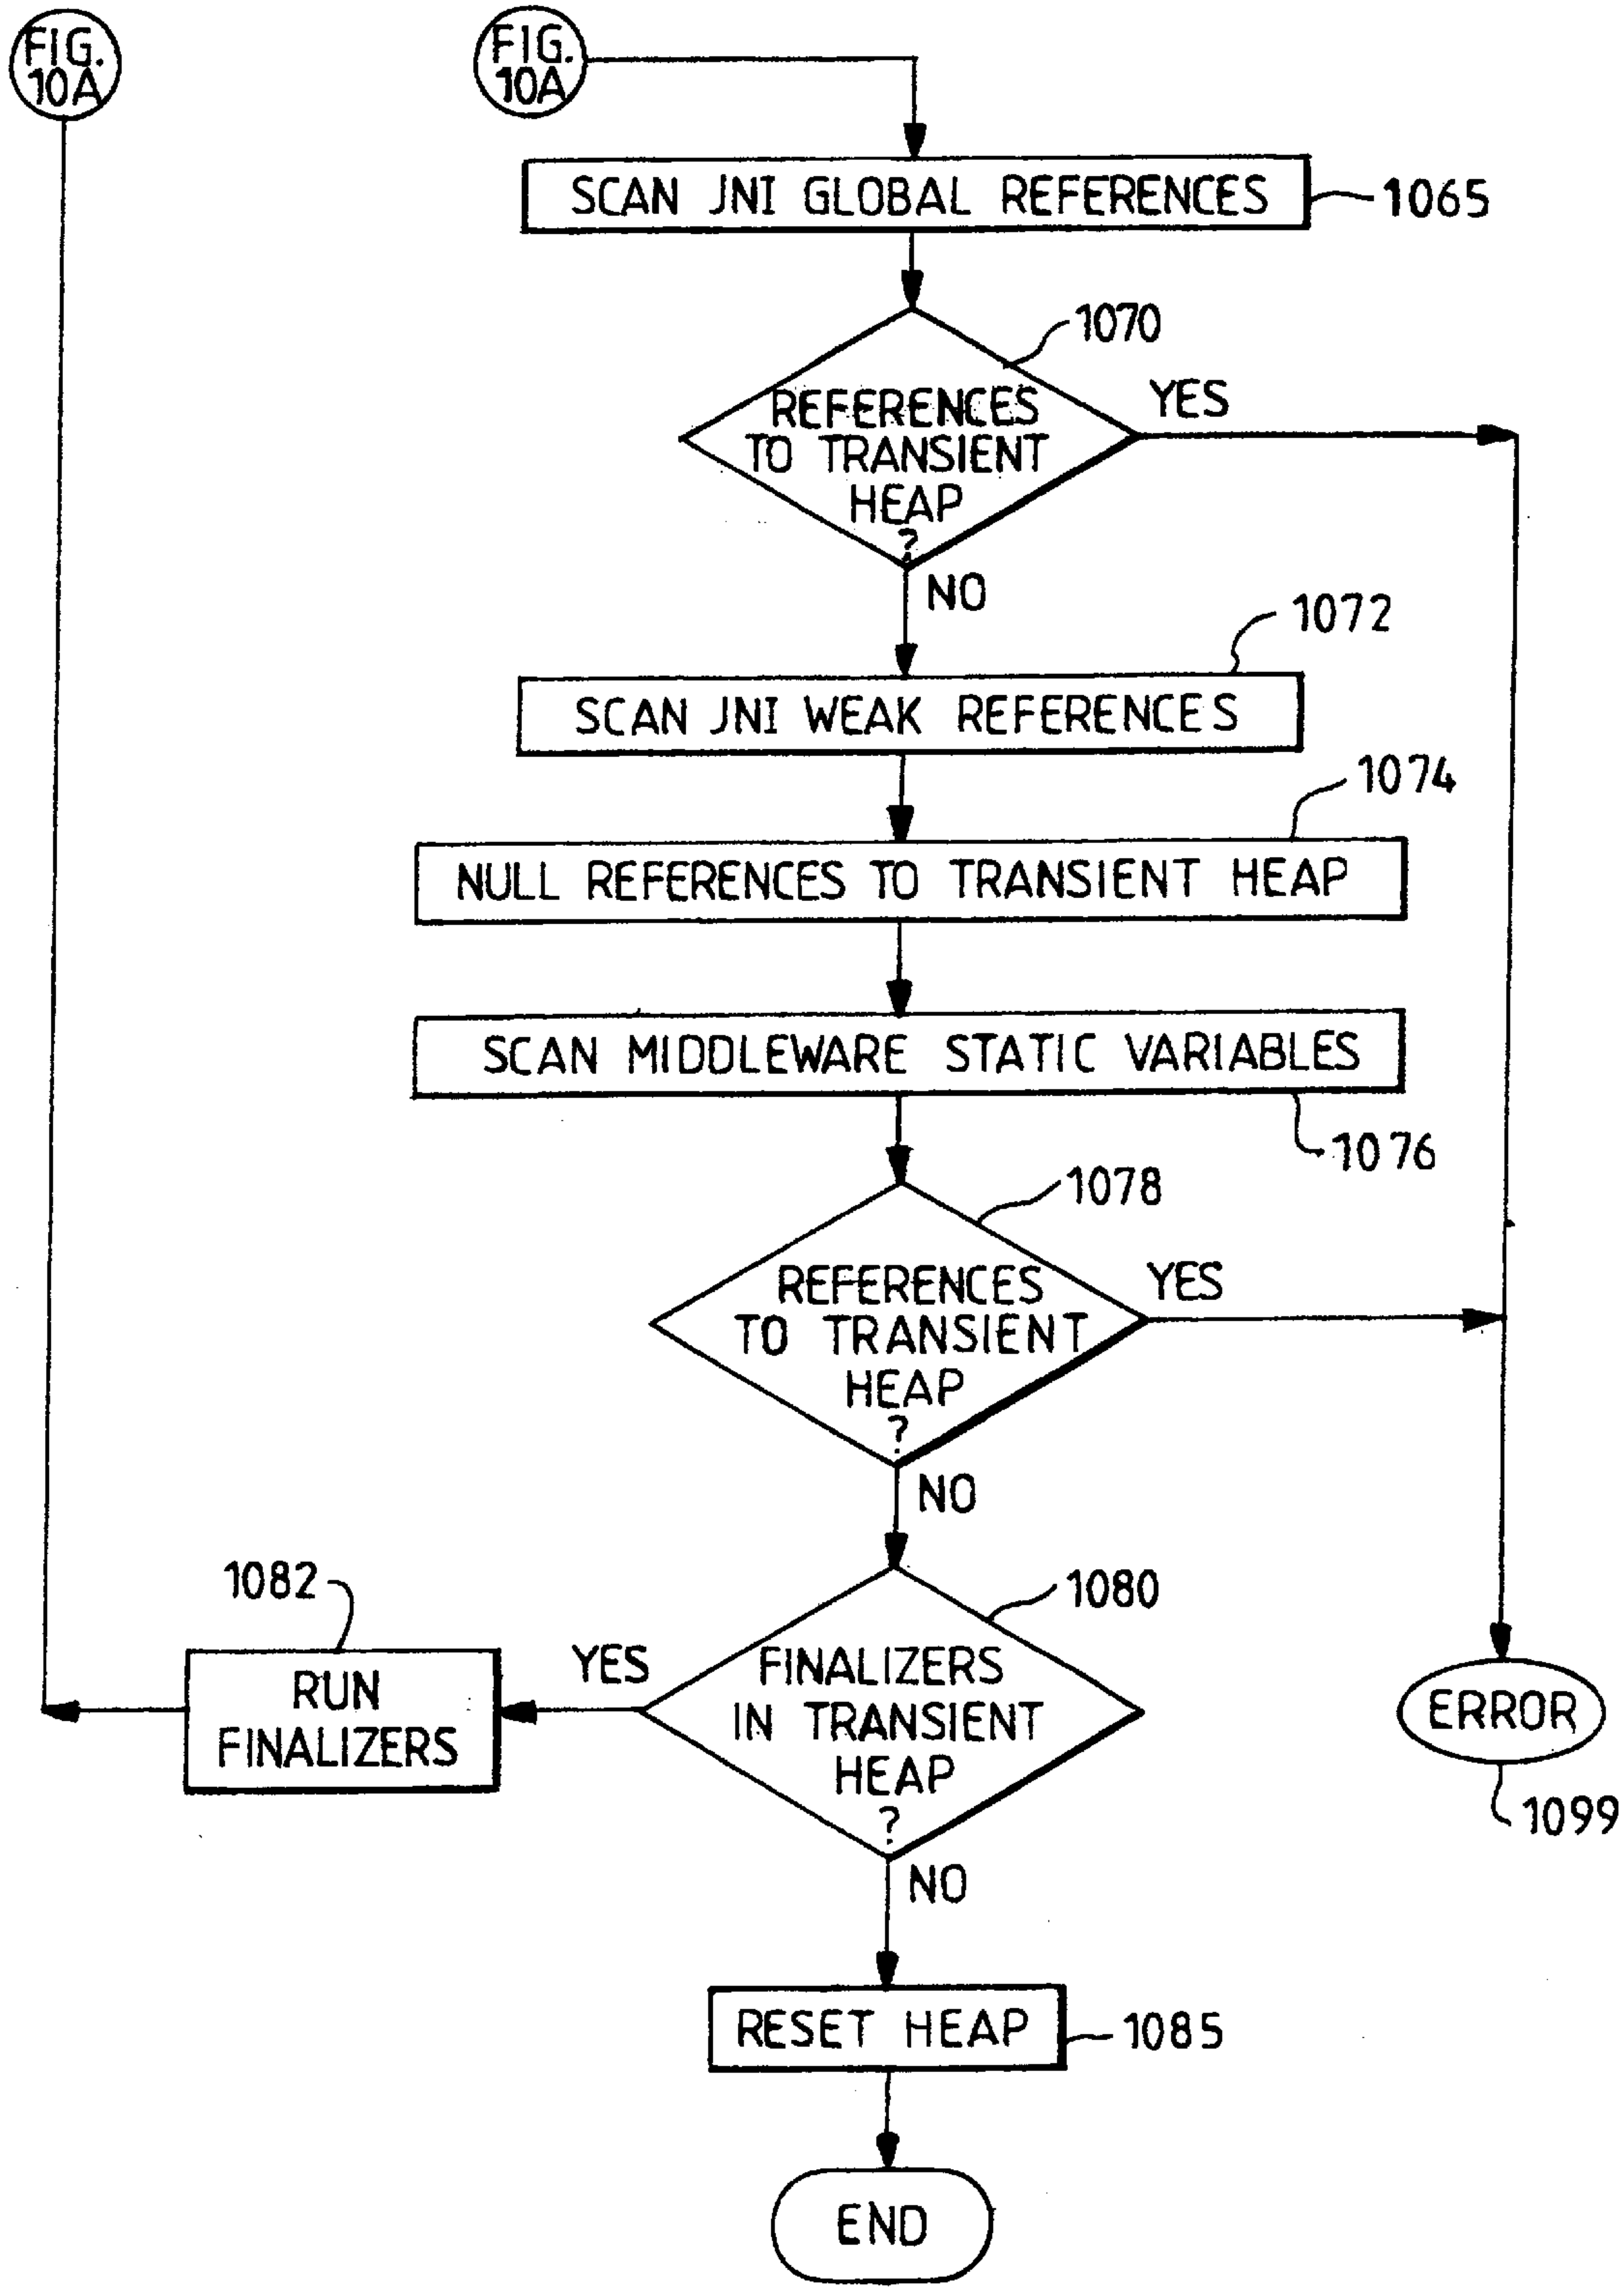 FIG.
10A
FIG.
10A
SCAN JNI GLOBAL REFERENCES
1065
1070
REFERENCES
TO TRANSIENT
HEAP
?
YES
NO
1072
SCAN JNI WEAK REFERENCES
1074
NULL REFERENCES TO TRANSIENT HEAP
SCAN MIDDLEWARE STATIC VARIABLES
1076
1078
REFERENCES
TO TRANSIENT
HEAP
?
YES
NO
1082
RUN
FINALIZERS
YES
1080
FINALIZERS
IN TRANSIENT
HEAP
?
NO
ERROR
1099
RESET HEAP
1085
END